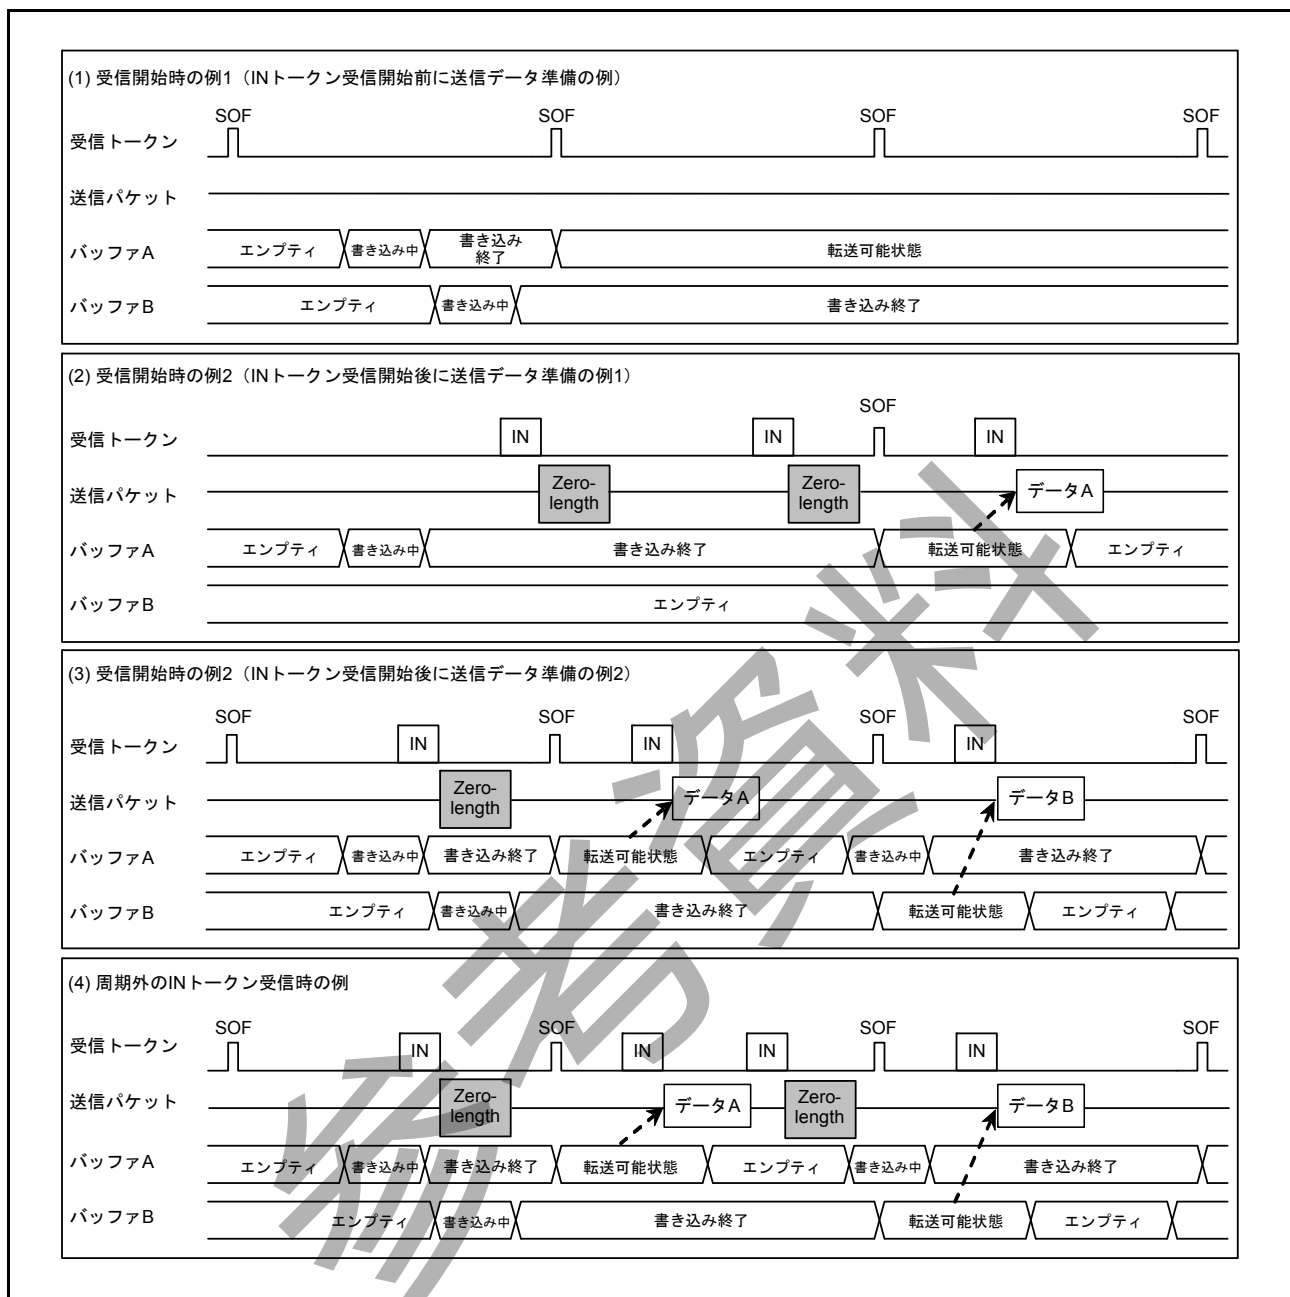 (1) 受信開始時の例1（INトークン受信開始前に送信データ準備の例）
SOF SOF SOF SOF
受信トークン
送信パケット
バッファA エンプティ 書き込み中 書き込み終了 転送可能状態
バッファB エンプティ 書き込み中 書き込み終了
(2) 受信開始時の例2（INトークン受信開始後に送信データ準備の例1）
SOF
受信トークン IN IN IN
送信パケット Zero-length Zero-length データA
バッファA エンプティ 書き込み中 書き込み終了 転送可能状態 エンプティ
バッファB エンプティ
(3) 受信開始時の例2（INトークン受信開始後に送信データ準備の例2）
SOF SOF SOF SOF
受信トークン IN IN IN
送信パケット Zero-length データA データB
バッファA エンプティ 書き込み中 書き込み終了 転送可能状態 エンプティ 書き込み中 書き込み終了
バッファB エンプティ 書き込み中 書き込み終了 転送可能状態 エンプティ
(4) 周期外のINトークン受信時の例
SOF SOF SOF SOF
受信トークン IN IN IN IN
送信パケット Zero-length データA Zero-length データB
バッファA エンプティ 書き込み中 書き込み終了 転送可能状態 エンプティ 書き込み中 書き込み終了
バッファB エンプティ 書き込み中 書き込み終了 転送可能状態 エンプティ
参考資料